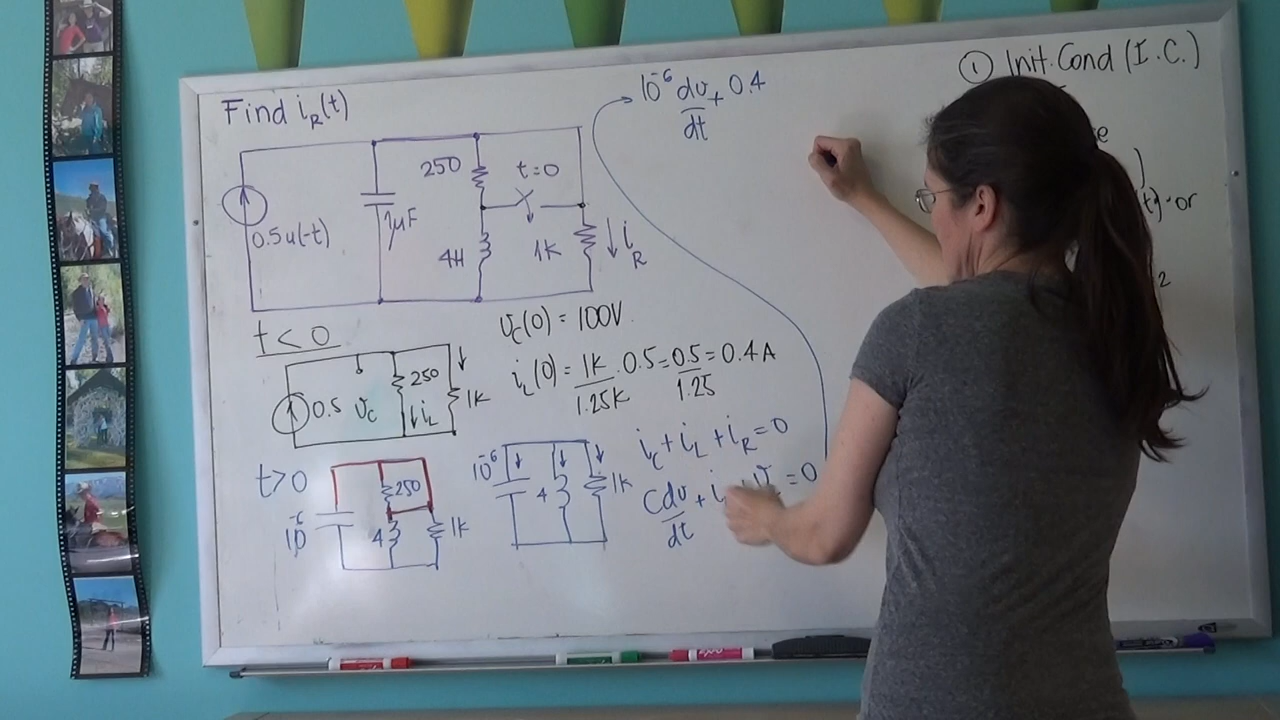 Find i_R(t)
0.5u(-t)
1μF
250
4H
t=0
1K
i_R
t<0
0.5
v_C
250
i_L
1K
v_C(0) = 100V.
i_L(0) = 1K/1.25K . 0.5 = 0.5/1.25 = 0.4A
t>0
10^-6
250
4
1K
10^-6
4
1K
i_C + i_L + i_R = 0
C dv/dt + i + v = 0
10^-6 dv/dt + 0.4
① Init. Cond (I.C.)
or
2